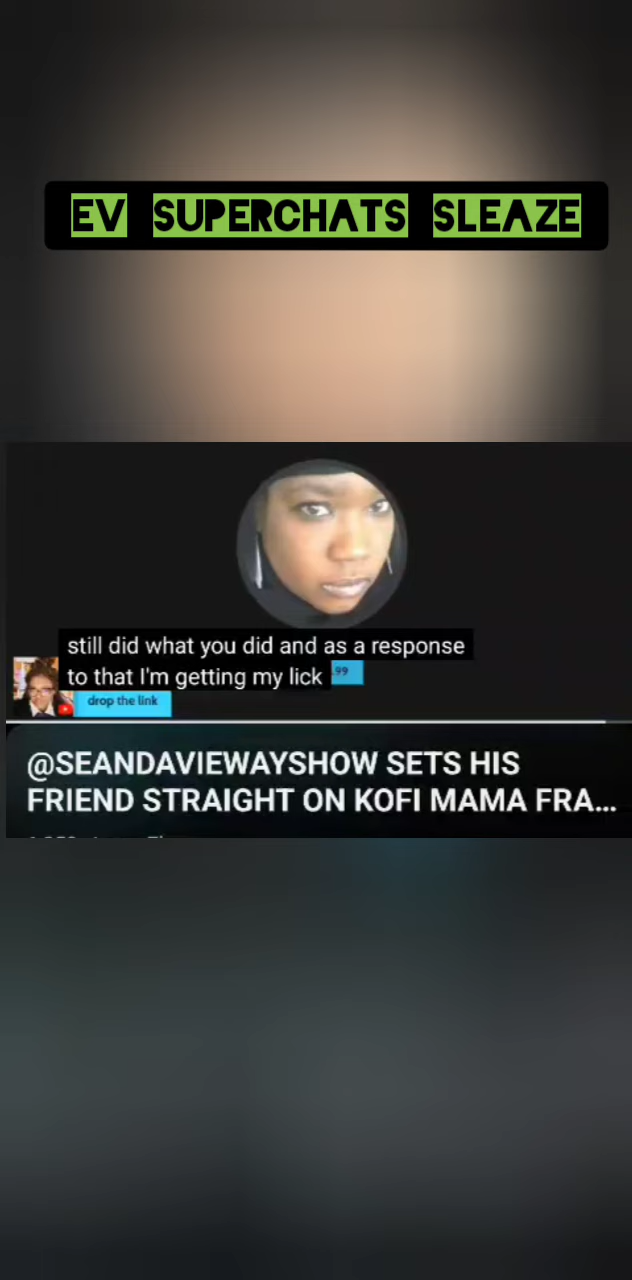 EV SUPERCHATS SLEAZE
still did what you did and as a response
to that I'm getting my lick
.99
drop the link
@SEANDAVIEWAYSHOW SETS HIS
FRIEND STRAIGHT ON KOFI MAMA FRA...